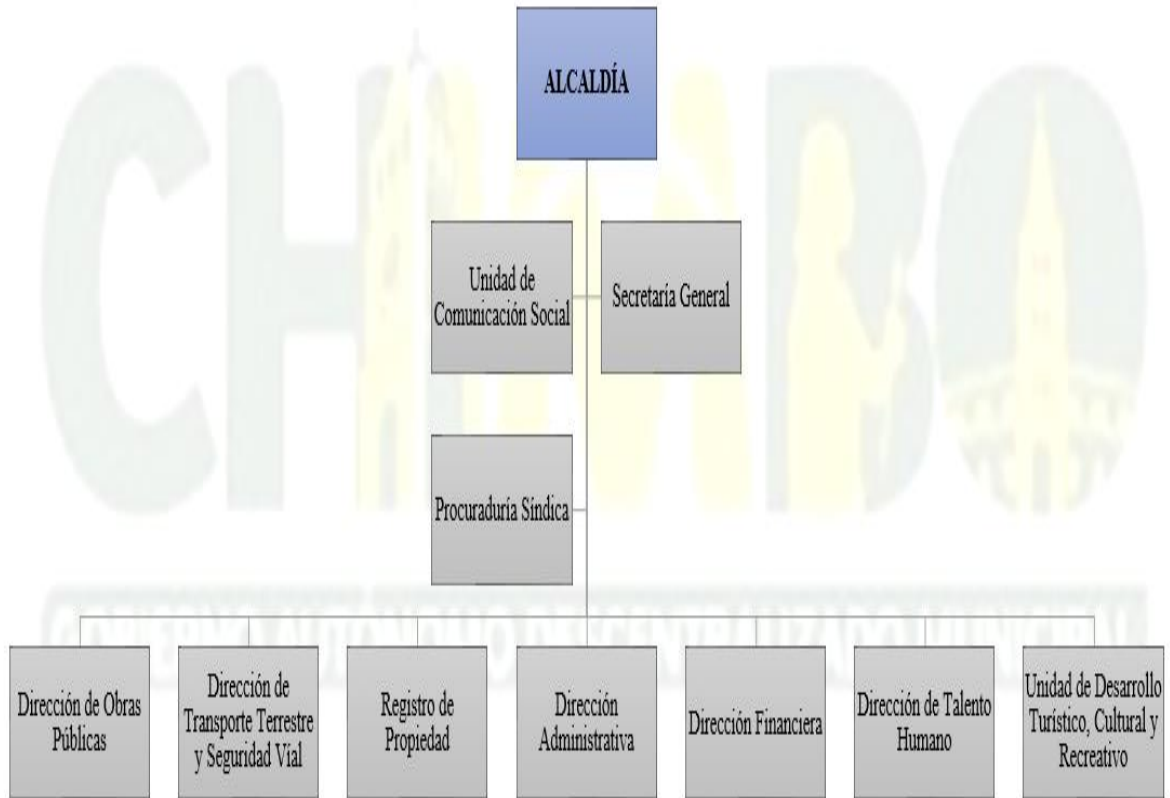 ALCALDÍA
Unidad de
Comunicación Social
Secretaría General
Procuraduría Síndica
Dirección de Obras
Públicas
Dirección de
Transporte Terrestre
y Seguridad Víal
Registro de
Propiedad
Dirección
Administrativa
Dirección Financiera
Dirección de Talento
Humano
Unidad de Desarrollo
Turístico, Cultural y
Recreativo